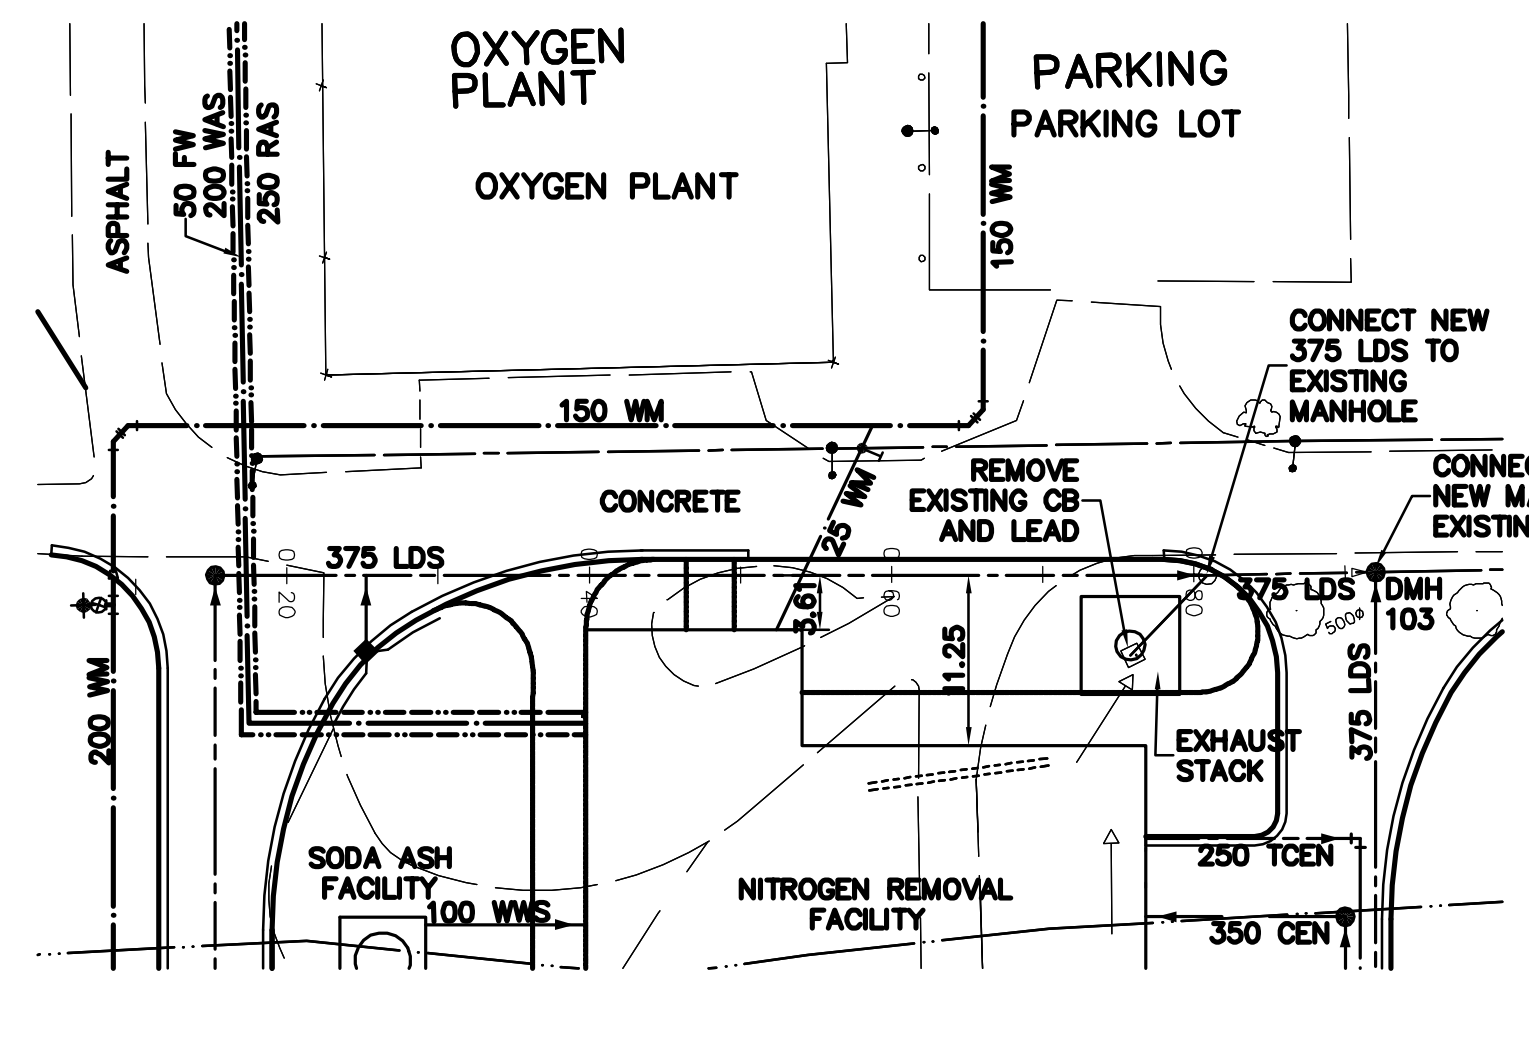 OXYGEN
PLANT
PARKING
PARKING LOT
OXYGEN PLANT
ASPHALT
50 FW
200 WAS
250 RAS
150 WM
CONNECT NEW
375 LDS TO
EXISTING
MANHOLE
150 WM
REMOVE
EXISTING CB
AND LEAD
CONCRETE
25 WM
NEW
375 LDS
0
20
0
40
0
60
0
80
3.61
11.25
375 LDS
DMH
103
500Ø
375 LDS
200 WM
EXHAUST
STACK
SODA ASH
FACILITY
100 WWS
NITROGEN REMOVAL
FACILITY
250 TCEN
350 CEN